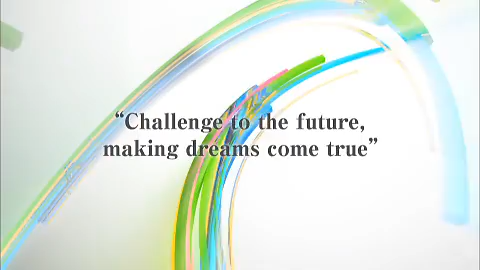 “Challenge to the future,
making dreams come true”